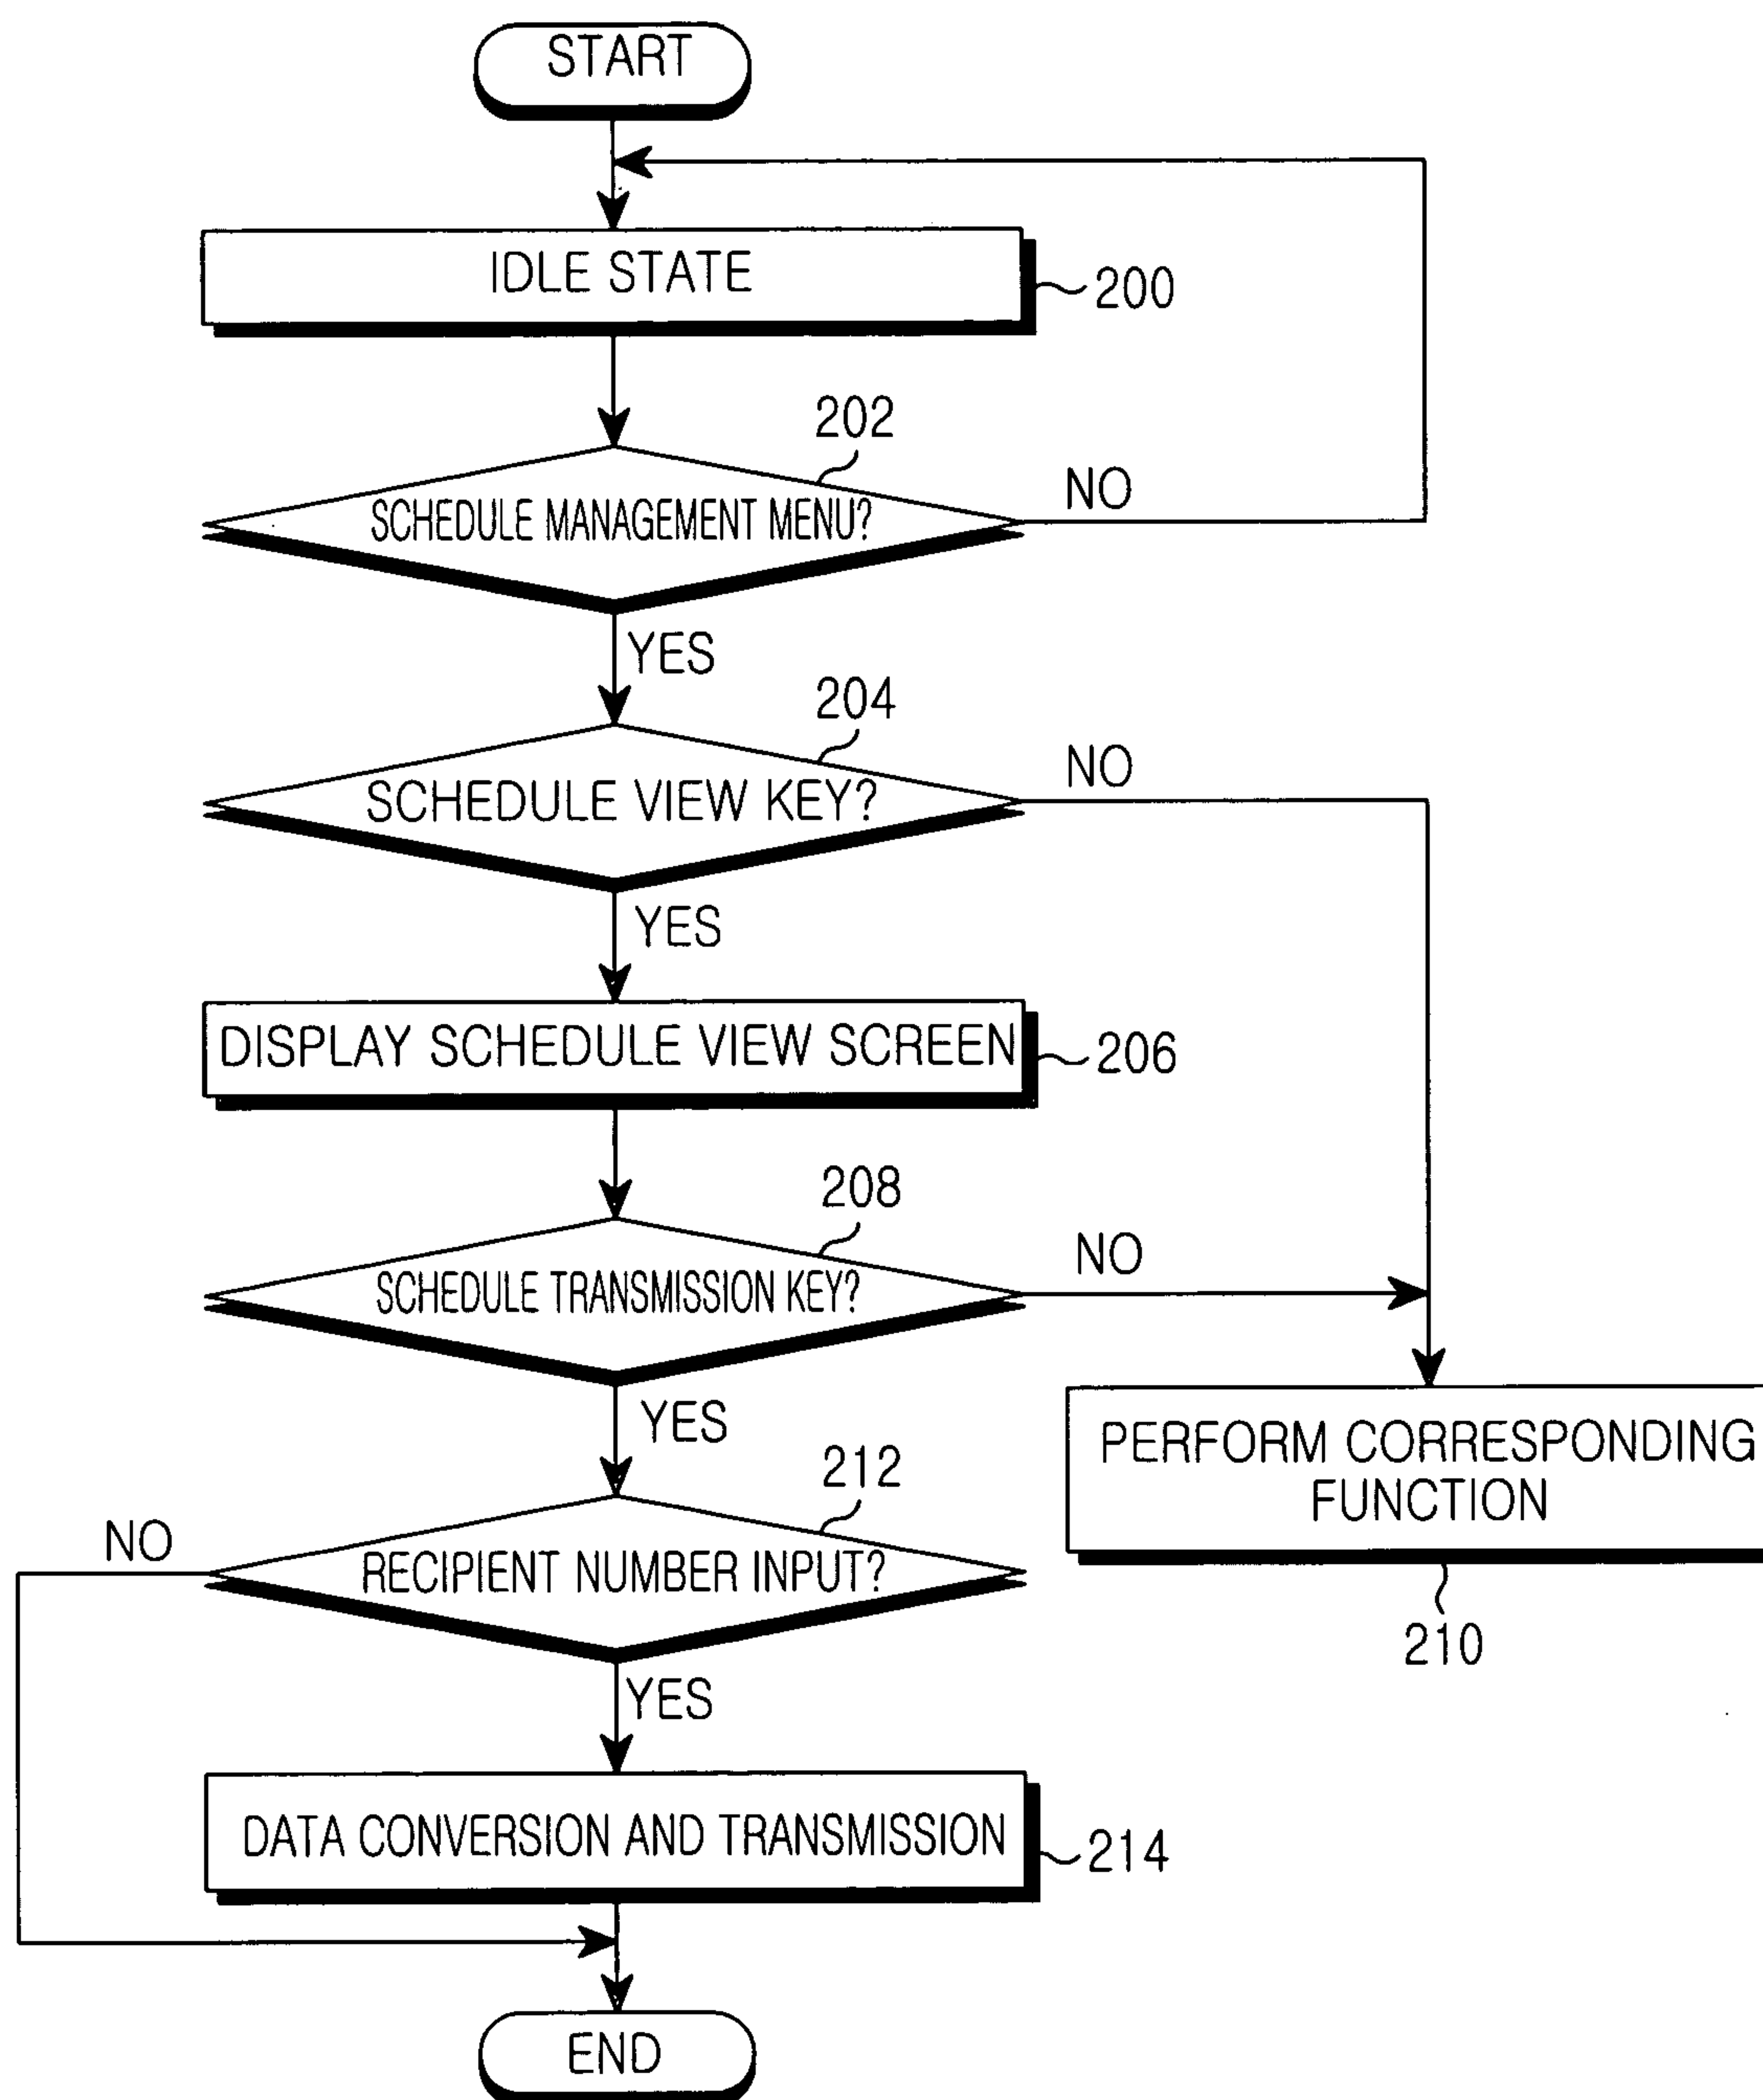 START
IDLE STATE
200
202
SCHEDULE MANAGEMENT MENU?
NO
YES
204
SCHEDULE VIEW KEY?
NO
YES
DISPLAY SCHEDULE VIEW SCREEN
206
208
SCHEDULE TRANSMISSION KEY?
NO
YES
PERFORM CORRESPONDING
FUNCTION
210
212
RECIPIENT NUMBER INPUT?
NO
YES
DATA CONVERSION AND TRANSMISSION
214
END